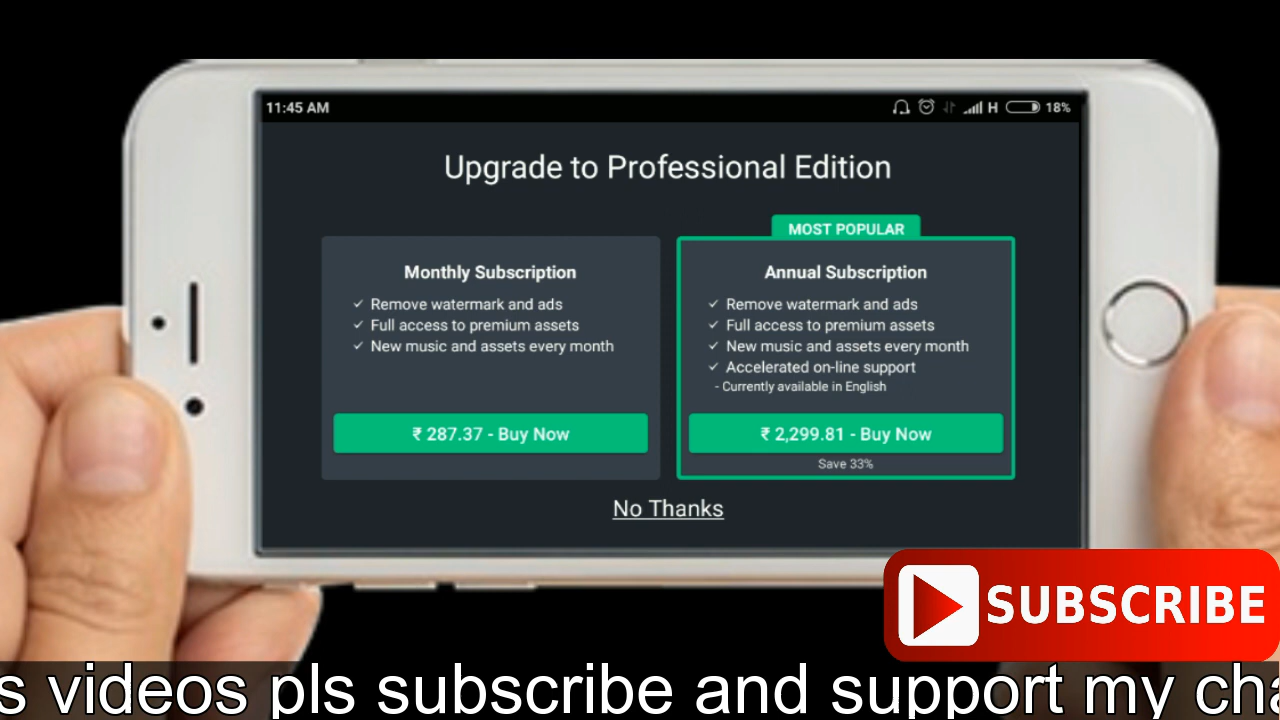 11:45 AM
H
18%
Upgrade to Professional Edition
MOST POPULAR
Monthly Subscription
✓ Remove watermark and ads
✓ Full access to premium assets
✓ New music and assets every month
₹ 287.37 - Buy Now
Annual Subscription
✓ Remove watermark and ads
✓ Full access to premium assets
✓ New music and assets every month
✓ Accelerated on-line support
- Currently available in English
₹ 2,299.81 - Buy Now
Save 33%
No Thanks
SUBSCRIBE
videos pls subscribe and support my